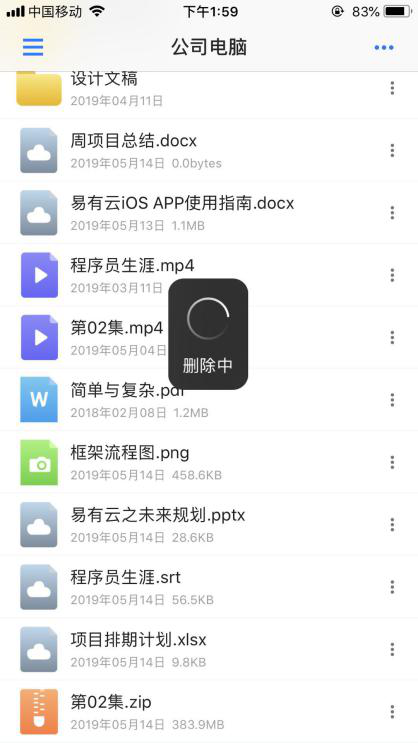 中国移动
下午1:59
83%
公司电脑
设计文稿
2019年04月11日
周项目总结.docx
2019年05月14日 0.0bytes
易有云iOS APP使用指南.docx
2019年05月13日 1.1MB
程序员生涯.mp4
2019年03月11日
第02集.mp4
2019年05月04日
删除中
简单与复杂.pdf
2018年02月08日 1.2MB
W
框架流程图.png
2019年05月14日 458.6KB
易有云之未来规划.pptx
2019年05月14日 28.6KB
程序员生涯.srt
2019年05月14日 56.5KB
项目排期计划.xlsx
2019年05月14日 9.8KB
第02集.zip
2019年05月14日 383.9MB